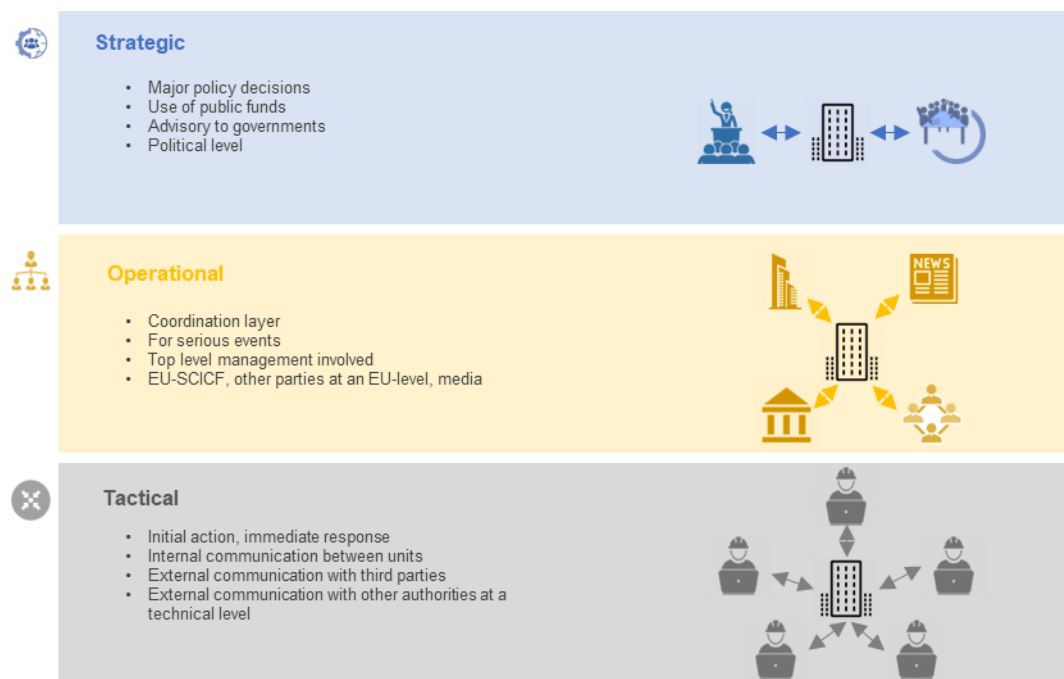 Strategic
• Major policy decisions
• Use of public funds
• Advisory to governments
• Political level
Operational
NEWS
• Coordination layer
• For serious events
• Top level management involved
• EU-SCICF, other parties at an EU-level, media
Tactical
• Initial action, immediate response
• Internal communication between units
• External communication with third parties
• External communication with other authorities at a
technical level